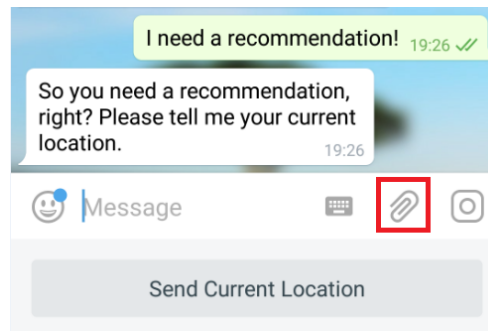 I need a recommendation! 19:26
So you need a recommendation,
right? Please tell me your current
location. 19:26
Message
Send Current Location